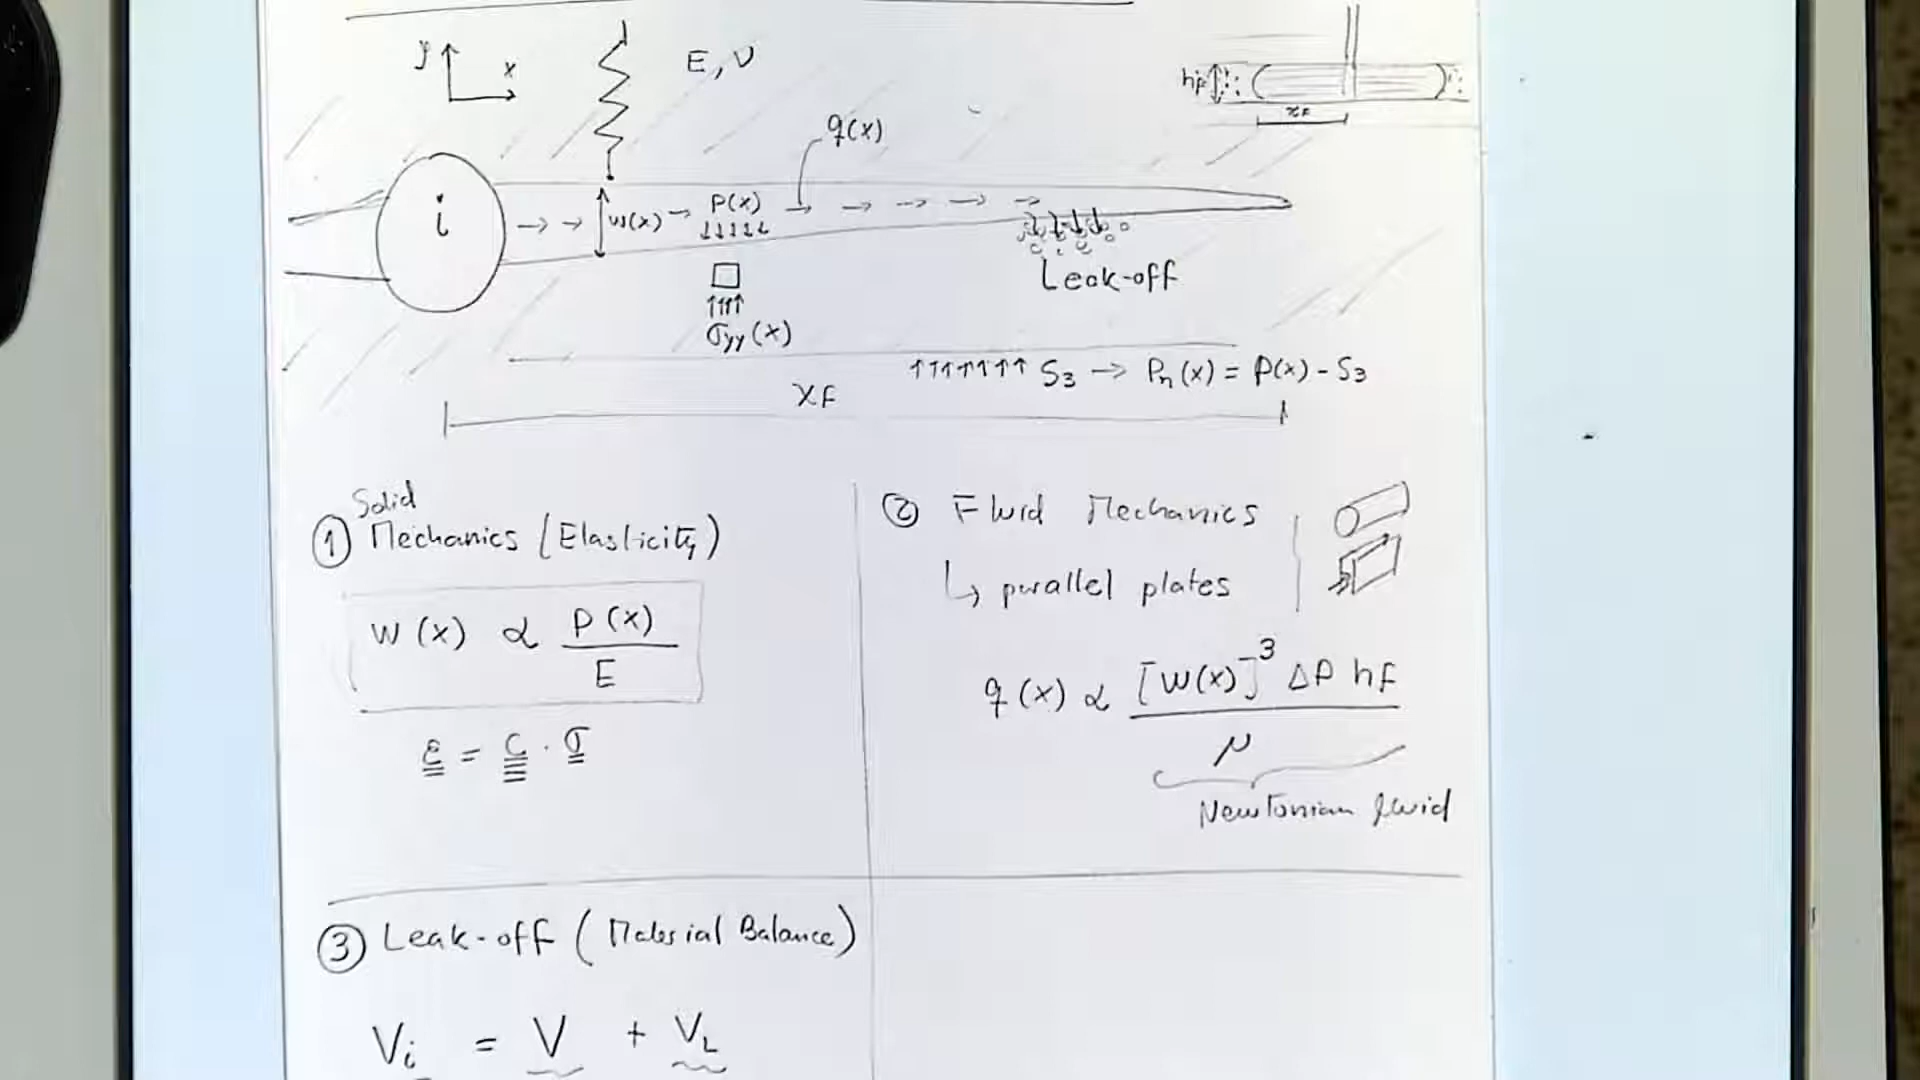 y
x
E, ν
hf
xf
q(x)
i
w(x)
P(x)
Leak-off
σyy(x)
↑↑↑↑↑↑↑ S3 → Pn(x) = P(x) - S3
xF
① Solid Mechanics (Elasticity)
w(x) ∝ P(x) / E
ε = C · σ
② Fluid Mechanics
↳ parallel plates
q(x) ∝ [w(x)]³ ΔP hf / μ
Newtonian fluid
③ Leak-off (Material Balance)
Vi = V + VL